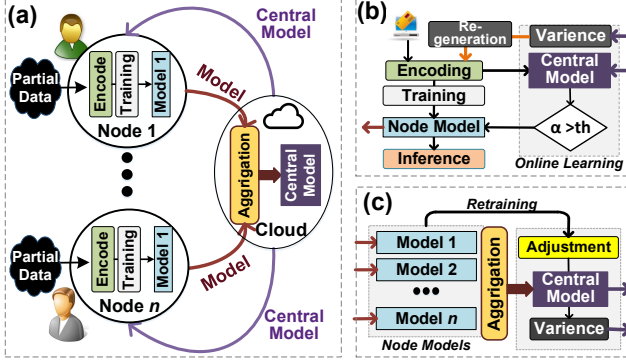 (a)
Central
Model
Partial
Data
Encode
Training
Model 1
Node 1
Model
Aggrigation
Central
Model
Cloud
Partial
Data
Encode
Training
Model 1
Node n
Model
Central
Model
(b)
Re-
generation
Varience
Encoding
Central
Model
Training
Node Model
α >th
Inference
Online Learning
(c)
Retraining
Model 1
Model 2
Model n
Aggrigation
Adjustment
Central
Model
Varience
Node Models